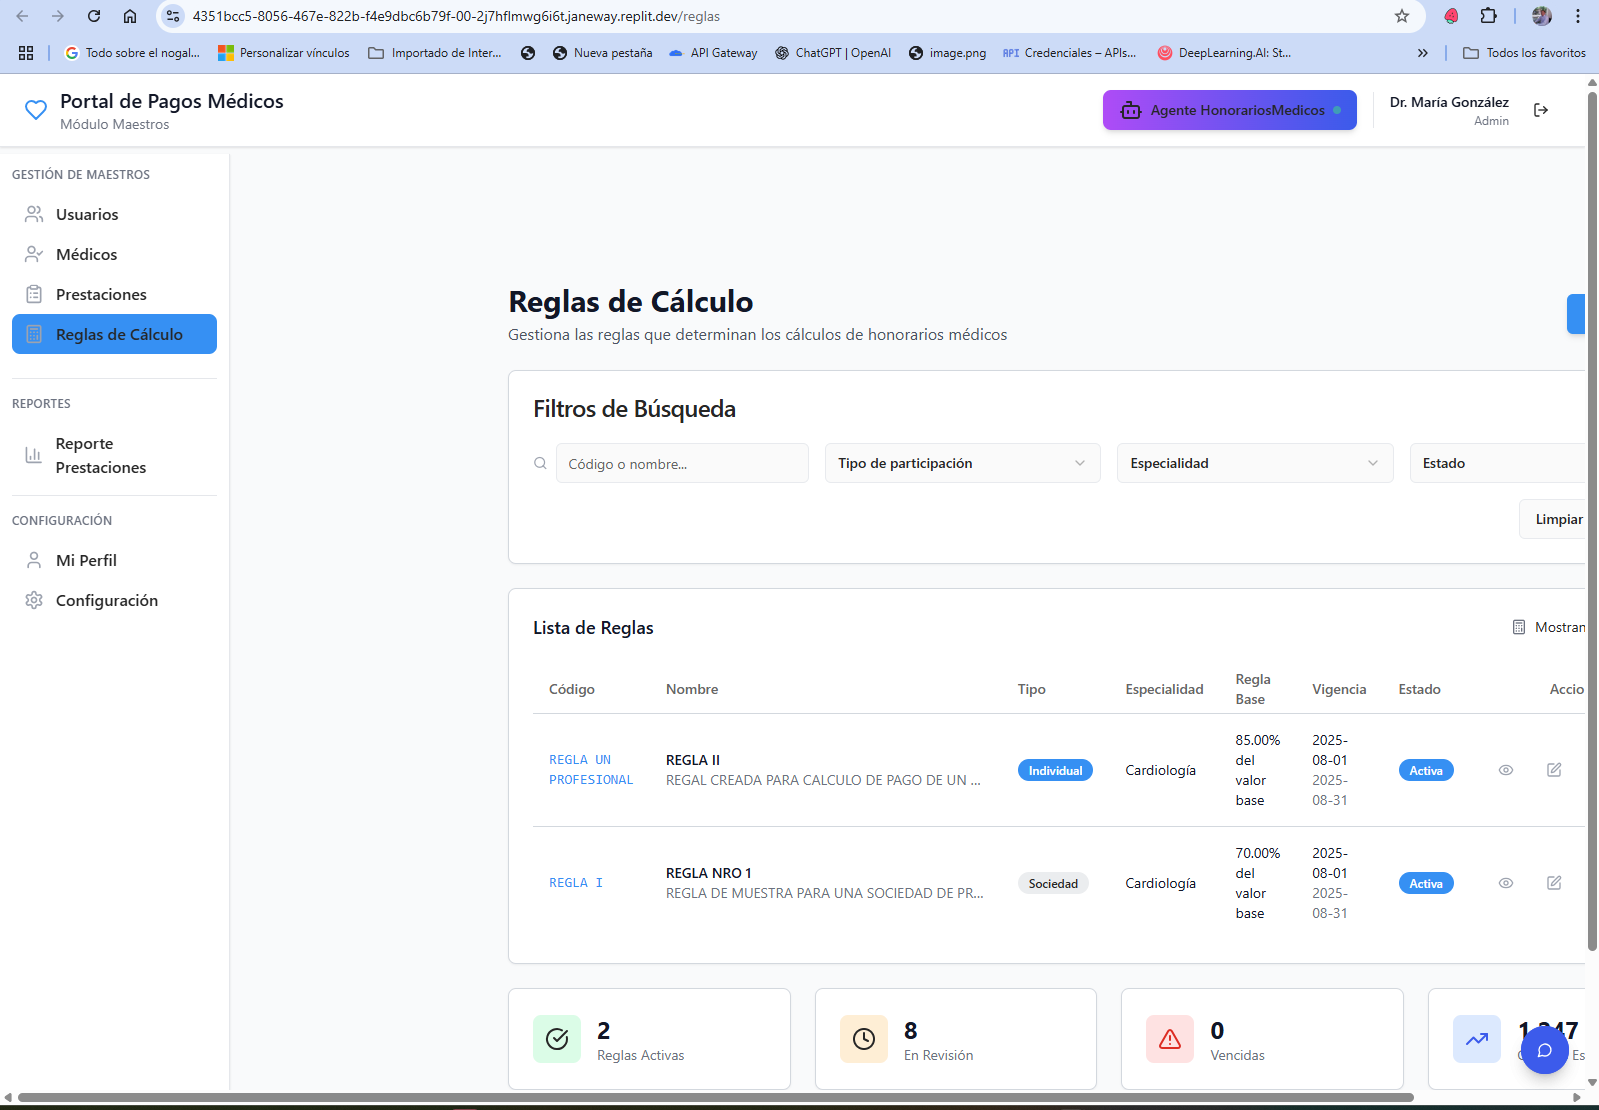 4351bcc5-8056-467e-822b-f4e9dbc6b79f-00-2j7hflmwg6i6t.janeway.replit.dev/reglas
Todo sobre el nogal...
Personalizar vínculos
Importado de Inter...
Nueva pestaña
API Gateway
ChatGPT | OpenAI
image.png
API Credenciales – APIs...
DeepLearning.AI: St...
Todos los favoritos
Portal de Pagos Médicos
Módulo Maestros
Agente HonorariosMedicos
Dr. María González
Admin
GESTIÓN DE MAESTROS
Usuarios
Médicos
Prestaciones
Reglas de Cálculo
REPORTES
Reporte
Prestaciones
CONFIGURACIÓN
Mi Perfil
Configuración
Reglas de Cálculo
Gestiona las reglas que determinan los cálculos de honorarios médicos
Filtros de Búsqueda
Código o nombre...
Tipo de participación
Especialidad
Estado
Limpiar
Lista de Reglas
Mostran
Código
Nombre
Tipo
Especialidad
Regla
Base
Vigencia
Estado
Accio
REGLA UN
PROFESIONAL
REGLA II
REGAL CREADA PARA CALCULO DE PAGO DE UN ...
Individual
Cardiología
85.00%
del
valor
base
2025-
08-01
2025-
08-31
Activa
REGLA I
REGLA NRO 1
REGLA DE MUESTRA PARA UNA SOCIEDAD DE PR...
Sociedad
Cardiología
70.00%
del
valor
base
2025-
08-01
2025-
08-31
Activa
2
Reglas Activas
8
En Revisión
0
Vencidas